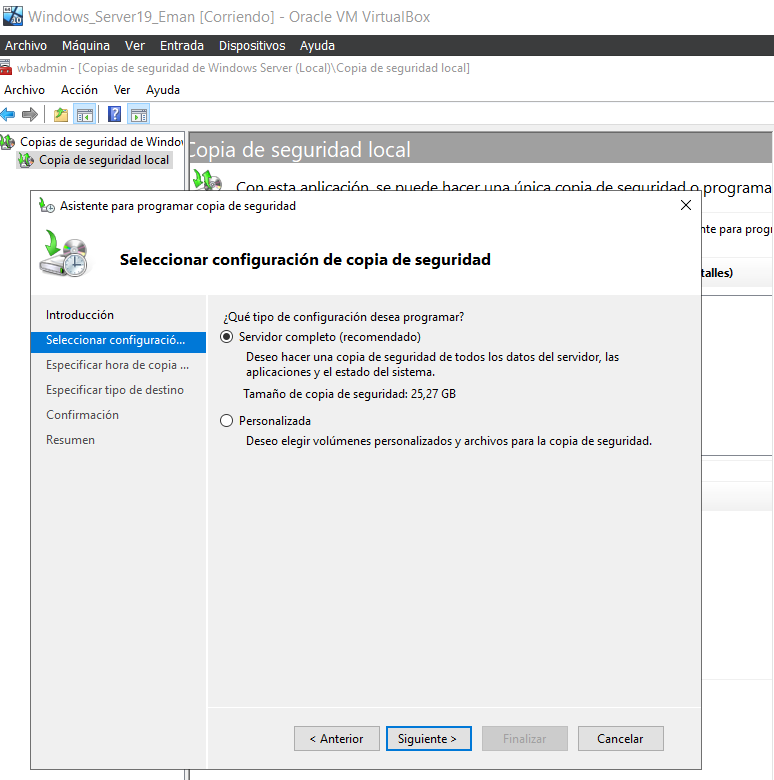 Windows_Server19_Eman [Corriendo] - Oracle VM VirtualBox
Archivo Máquina Ver Entrada Dispositivos Ayuda
wbadmin - [Copias de seguridad de Windows Server (Local)\Copia de seguridad local]
Archivo Acción Ver Ayuda
Copias de seguridad de Windo
Copia de seguridad local
Copia de seguridad local
Con esta aplicación, se puede hacer una única copia de seguridad o programa
Asistente para programar copia de seguridad
nte para progr
Seleccionar configuración de copia de seguridad
talles)
Introducción
Seleccionar configuració...
Especificar hora de copia ...
Especificar tipo de destino
Confirmación
Resumen
¿Qué tipo de configuración desea programar?
Servidor completo (recomendado)
Deseo hacer una copia de seguridad de todos los datos del servidor, las
aplicaciones y el estado del sistema.
Tamaño de copia de seguridad: 25,27 GB
Personalizada
Deseo elegir volúmenes personalizados y archivos para la copia de seguridad.
< Anterior
Siguiente >
Finalizar
Cancelar